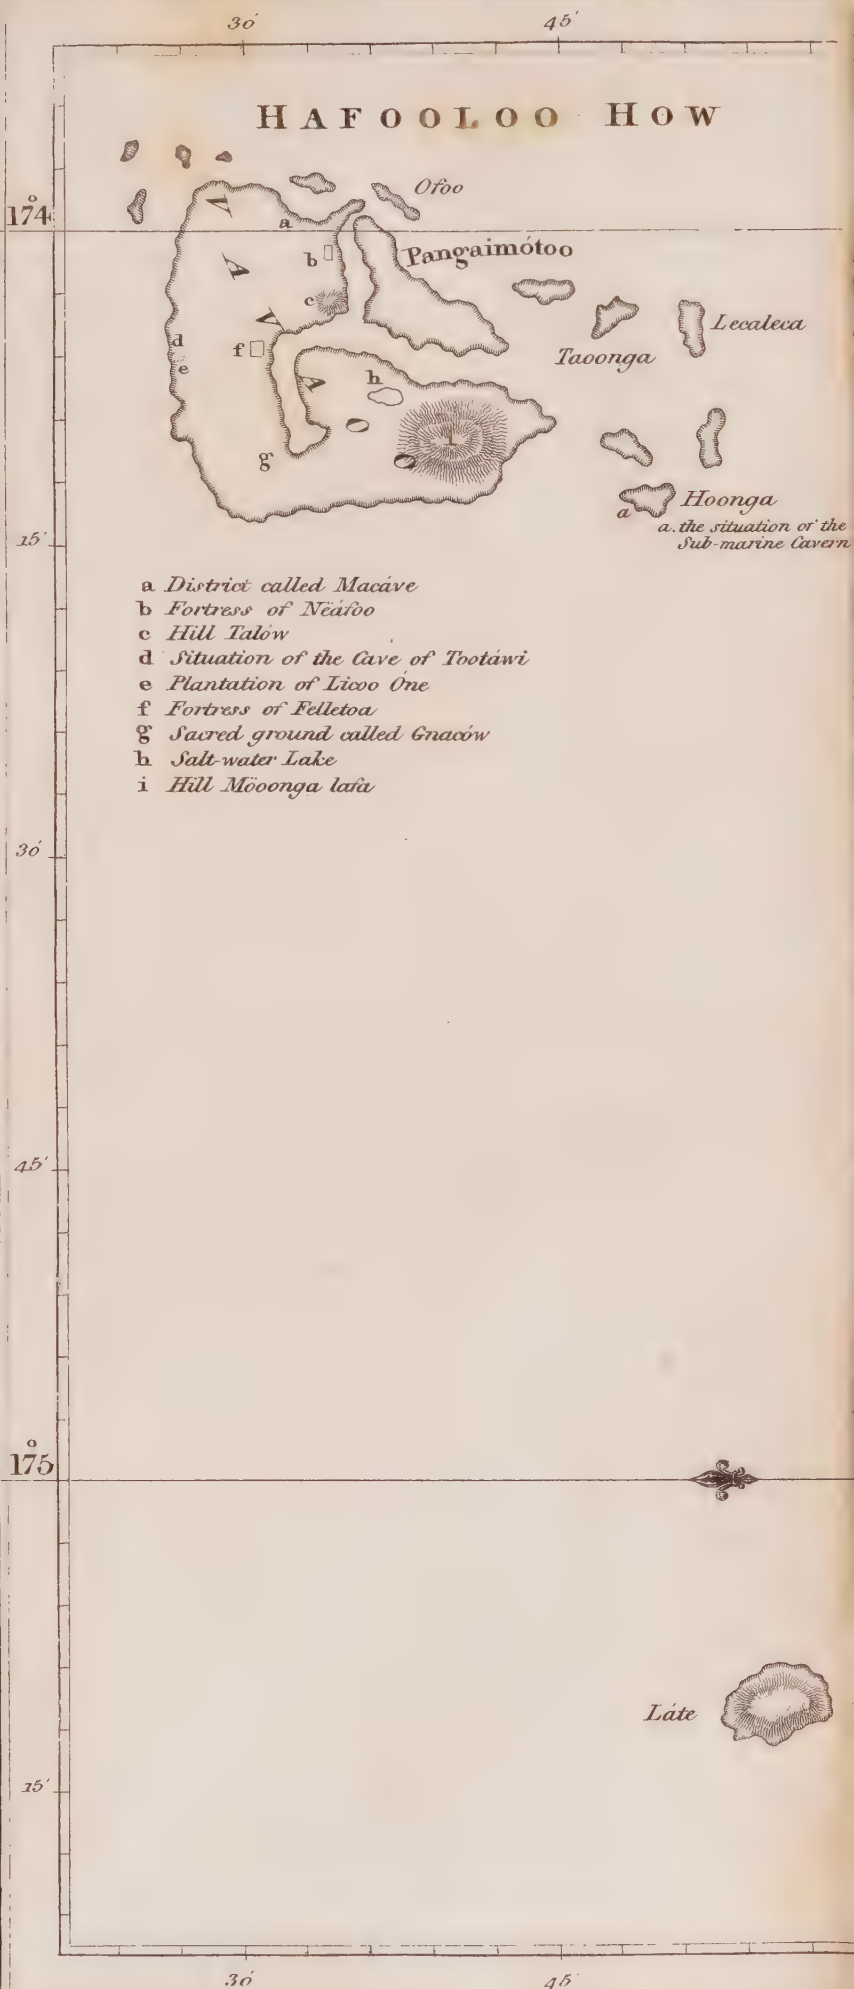 30' 45'
HAFOOLOO HOW
Ofoo
174°
a
VAVAOO
Pangaimótoo
b
c
Lecaleca
d
f
Taoonga
e
h
i
g
Hoonga
a
a. the situation of the
Sub-marine Cavern
15'
a District called Macáve
b Fortress of Nëáfoo
c Hill Talów
d Situation of the Cave of Tootáwi
e Plantation of Licoo Óne
f Fortress of Felletoa
g Sacred ground called Gnaców
h Salt-water Lake
i Hill Möoonga lafa
30'
45'
175°
Láte
15'
30' 45'